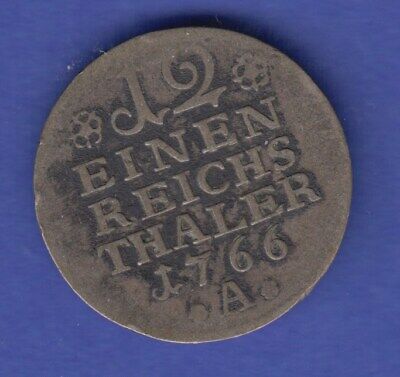 12
EINEN
REICHS
THALER
1766
·A·